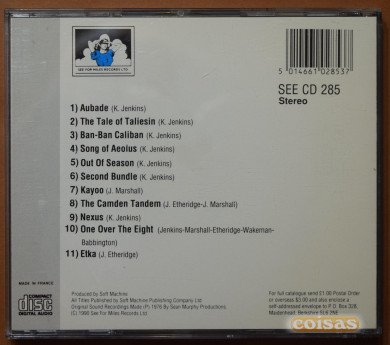 SEE FOR MILES RECORDS LTD.
5 014661 028537
SEE CD 285
Stereo
1) Aubade (K. Jenkins)
2) The Tale of Taliesin (K. Jenkins)
3) Ban-Ban Caliban (K. Jenkins)
4) Song of Aeolus (K. Jenkins)
5) Out Of Season (K. Jenkins)
6) Second Bundle (K. Jenkins)
7) Kayoo (J. Marshall)
8) The Camden Tandem (J. Etheridge-J. Marshall)
9) Nexus (K. Jenkins)
10) One Over The Eight (Jenkins-Marshall-Etheridge-Wakeman-
Babbington)
11) Etka (J. Etheridge)
MADE IN FRANCE
COMPACT
disc
DIGITAL AUDIO
Produced by Soft Machine
All Titles Published by Soft Machine Publishing Company Ltd
Original Sound Recordings Made (P) 1976 By Sean Murphy Productions
(C) 1990 See For Miles Records Ltd
For full catalogue send £1.00 Postal Order
or overseas $3.00 and also enclose a
self-addressed envelope to P.O. Box 328,
Maidenhead, Berkshire SL6 2NE
coisas